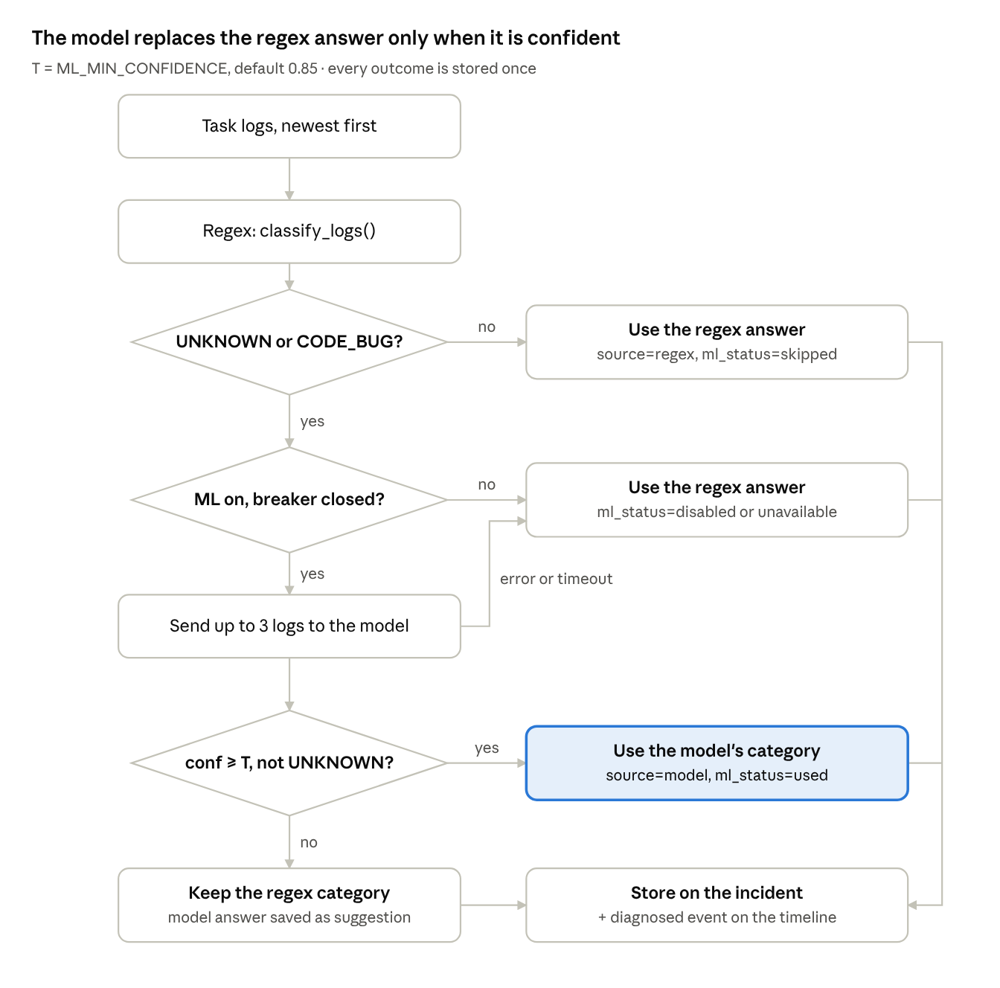 The model replaces the regex answer only when it is confident
T = ML_MIN_CONFIDENCE, default 0.85 · every outcome is stored once
Task logs, newest first
Regex: classify_logs()
UNKNOWN or CODE_BUG?
no
Use the regex answer
source=regex, ml_status=skipped
yes
ML on, breaker closed?
no
Use the regex answer
ml_status=disabled or unavailable
yes
error or timeout
Send up to 3 logs to the model
conf ≥ T, not UNKNOWN?
yes
Use the model's category
source=model, ml_status=used
no
Keep the regex category
model answer saved as suggestion
Store on the incident
+ diagnosed event on the timeline